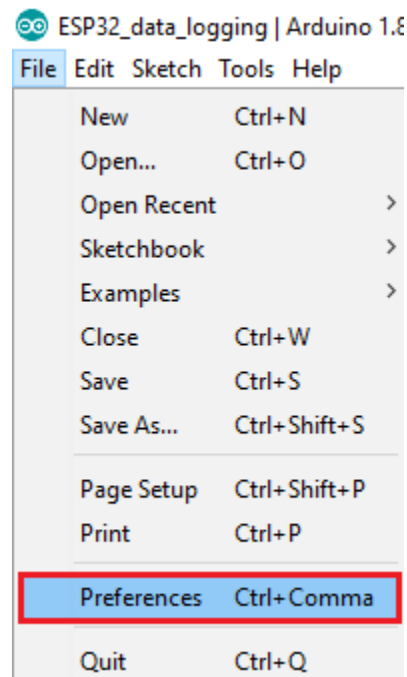 ESP32_data_logging | Arduino 1.8
File Edit Sketch Tools Help
New Ctrl+N
Open... Ctrl+O
Open Recent
Sketchbook
Examples
Close Ctrl+W
Save Ctrl+S
Save As... Ctrl+Shift+S
Page Setup Ctrl+Shift+P
Print Ctrl+P
Preferences Ctrl+Comma
Quit Ctrl+Q